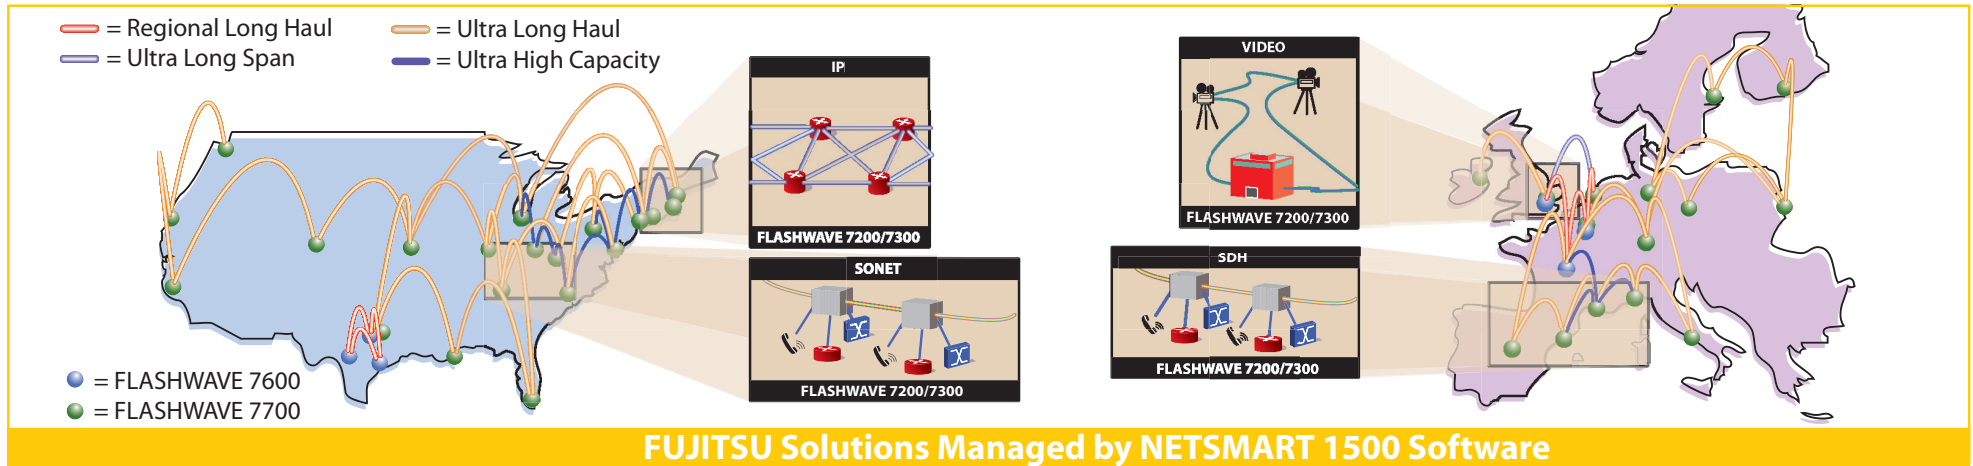 = Regional Long Haul
= Ultra Long Haul
= Ultra Long Span
= Ultra High Capacity
IP
FLASHWAVE 7200/7300
SONET
FLASHWAVE 7200/7300
VIDEO
FLASHWAVE 7200/7300
SDH
FLASHWAVE 7200/7300
= FLASHWAVE 7600
= FLASHWAVE 7700
FUJITSU Solutions Managed by NETSMART 1500 Software